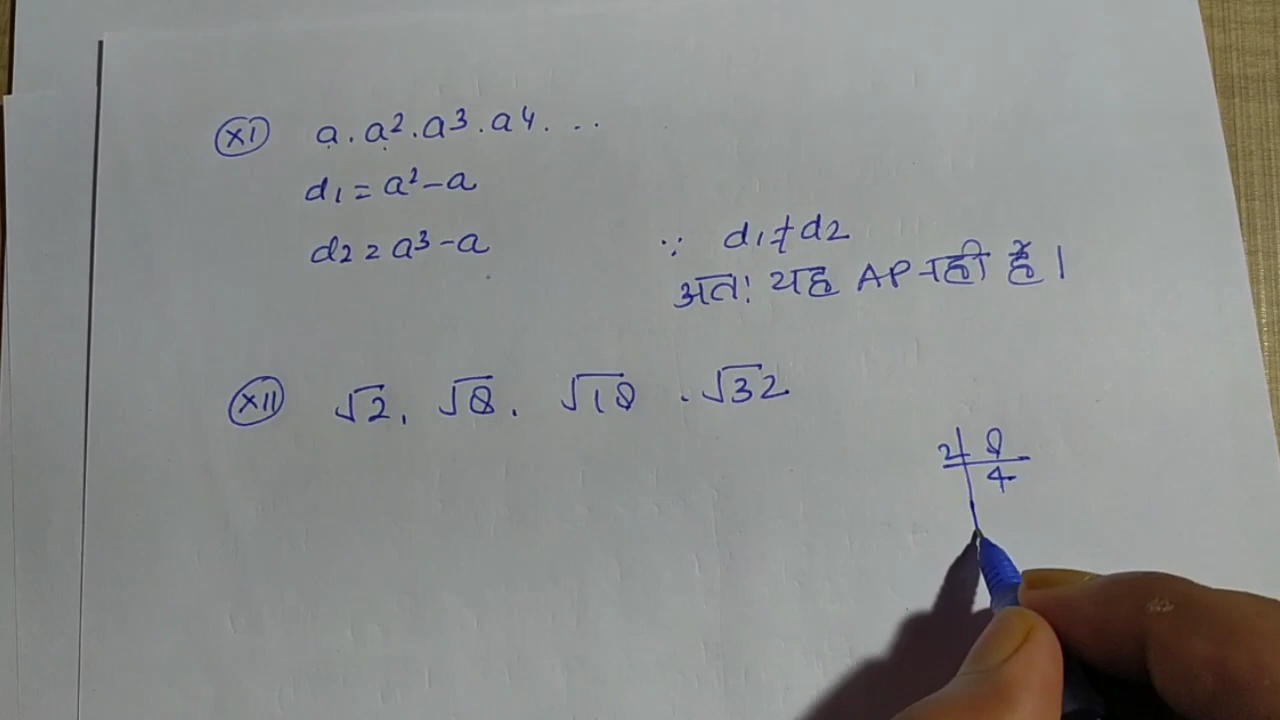 (XI) a, a², a³, a4, ...
d₁ = a² - a
d₂ = a³ - a
∵ d₁ ≠ d₂
अतः यह AP नही है।
(XII) √2, √8, √18, √32
2 | 8
4